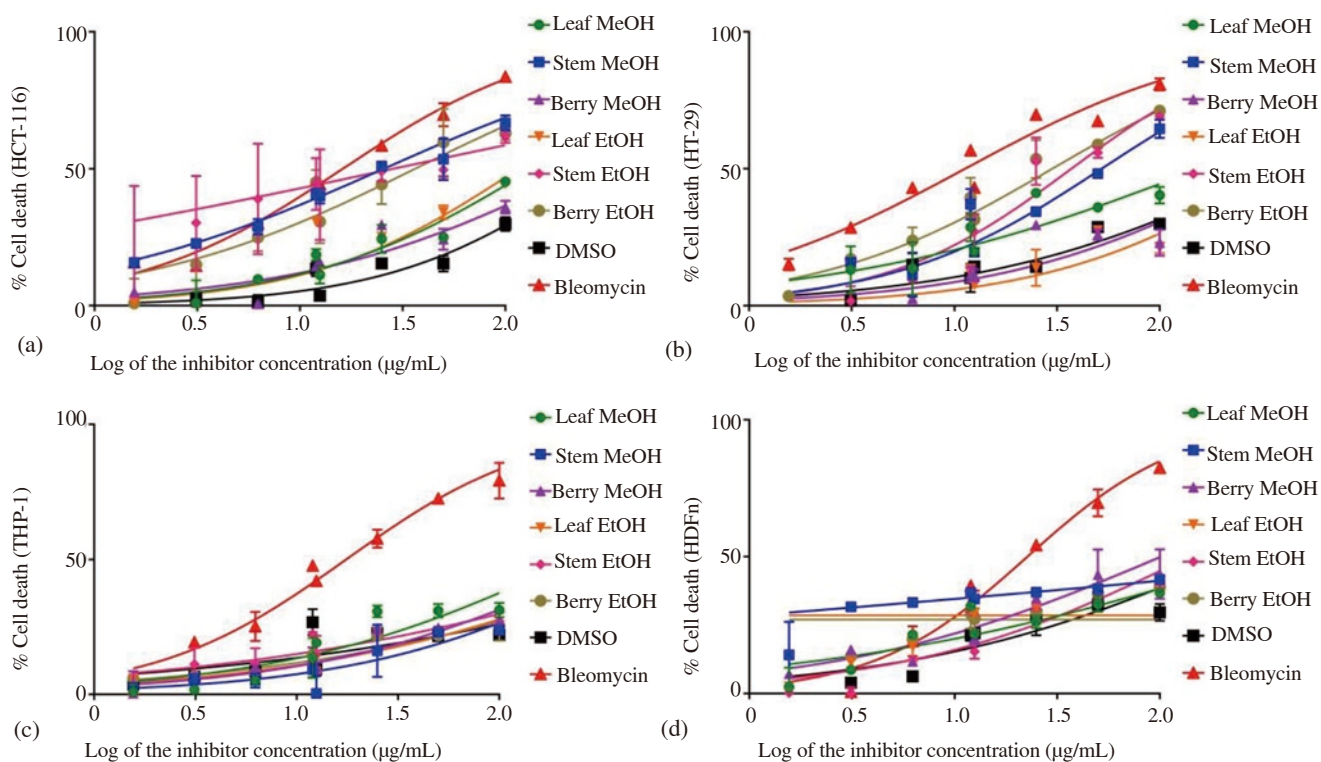 100
50
0
% Cell death (HCT-116)
0 0.5 1.0 1.5 2.0
Log of the inhibitor concentration (µg/mL)
(a)
Leaf MeOH
Stem MeOH
Berry MeOH
Leaf EtOH
Stem EtOH
Berry EtOH
DMSO
Bleomycin
100
50
0
% Cell death (HT-29)
0 0.5 1.0 1.5 2.0
Log of the inhibitor concentration (µg/mL)
(b)
Leaf MeOH
Stem MeOH
Berry MeOH
Leaf EtOH
Stem EtOH
Berry EtOH
DMSO
Bleomycin
100
50
0
% Cell death (THP-1)
0 0.5 1.0 1.5 2.0
Log of the inhibitor concentration (µg/mL)
(c)
Leaf MeOH
Stem MeOH
Berry MeOH
Leaf EtOH
Stem EtOH
Berry EtOH
DMSO
Bleomycin
100
50
0
% Cell death (HDFn)
0 0.5 1.0 1.5 2.0
Log of the inhibitor concentration (µg/mL)
(d)
Leaf MeOH
Stem MeOH
Berry MeOH
Leaf EtOH
Stem EtOH
Berry EtOH
DMSO
Bleomycin